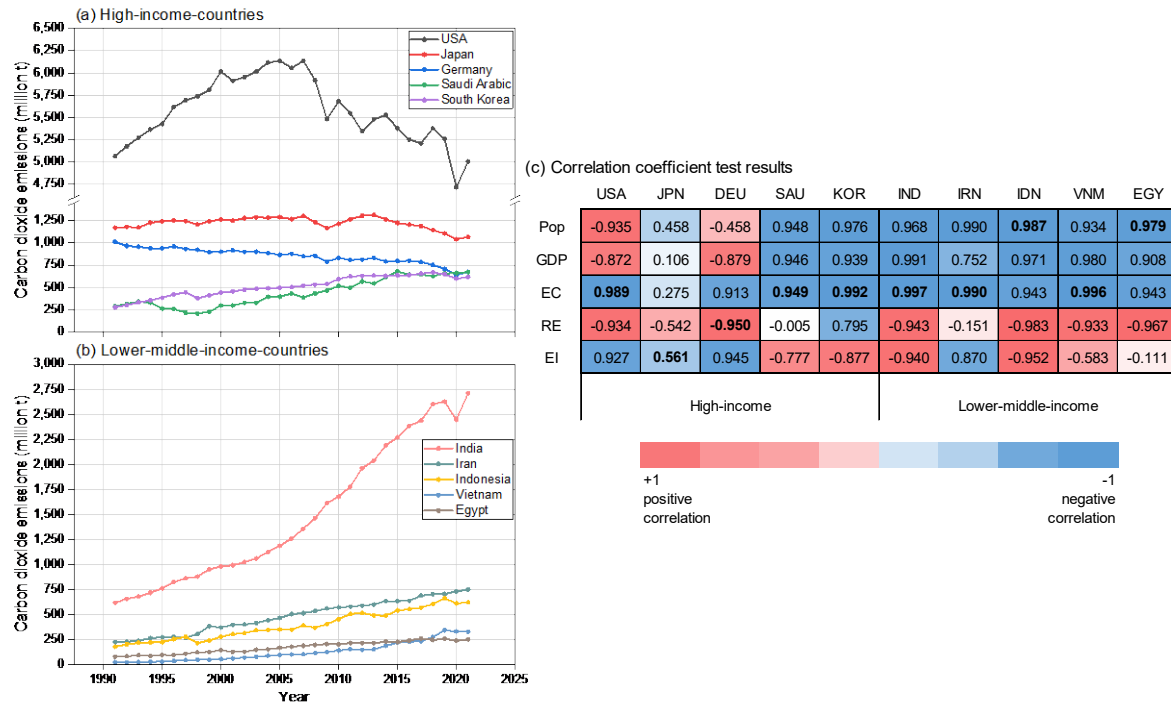 (a) High-income-countries
6,500
6,250
6,000
5,750
5,500
5,250
5,000
4,750
1,250
1,000
750
500
250
0
Carbon dioxide emissions (million t)
USA
Japan
Germany
Saudi Arabic
South Korea
(b) Lower-middle-income-countries
3,000
2,750
2,500
2,250
2,000
1,750
1,500
1,250
1,000
750
500
250
0
Carbon dioxide emissions (million t)
India
Iran
Indonesia
Vietnam
Egypt
1990 1995 2000 2005 2010 2015 2020 2025
Year
(c) Correlation coefficient test results
USA JPN DEU SAU KOR IND IRN IDN VNM EGY
Pop -0.935 0.458 -0.458 0.948 0.976 0.968 0.990 0.987 0.934 0.979
GDP -0.872 0.106 -0.879 0.946 0.939 0.991 0.752 0.971 0.980 0.908
EC 0.989 0.275 0.913 0.949 0.992 0.997 0.990 0.943 0.996 0.943
RE -0.934 -0.542 -0.950 -0.005 0.795 -0.943 -0.151 -0.983 -0.933 -0.967
EI 0.927 0.561 0.945 -0.777 -0.877 -0.940 0.870 -0.952 -0.583 -0.111
High-income Lower-middle-income
+1 -1
positive negative
correlation correlation